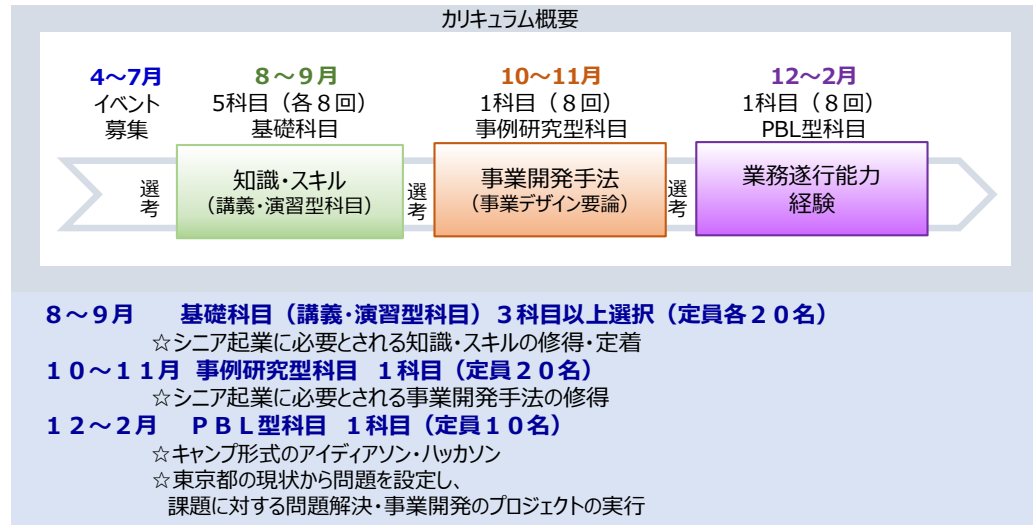 カリキュラム概要
4～7月
イベント
募集
８～９月
5科目（各８回）
基礎科目
10～11月
1科目（８回）
事例研究型科目
12～2月
1科目（８回）
PBL型科目
選考
知識・スキル
（講義・演習型科目）
選考
事業開発手法
（事業デザイン要論）
選考
業務遂行能力
経験
８～９月　基礎科目（講義・演習型科目）３科目以上選択（定員各２０名）
☆シニア起業に必要とされる知識・スキルの修得・定着
１０～１１月 事例研究型科目 １科目（定員２０名）
☆シニア起業に必要とされる事業開発手法の修得
１２～２月　ＰＢＬ型科目 １科目（定員１０名）
☆キャンプ形式のアイディアソン・ハッカソン
☆東京都の現状から問題を設定し、
課題に対する問題解決・事業開発のプロジェクトの実行